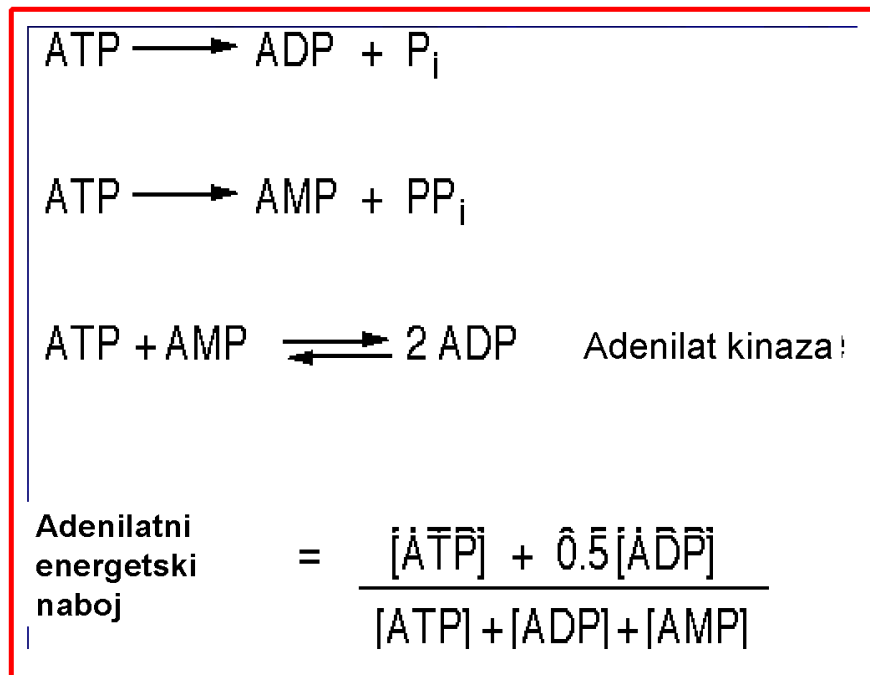 ATP ⟶ ADP + Pi
ATP ⟶ AMP + PPi
ATP + AMP ⇌ 2 ADP Adenilat kinaza
Adenilatni
energetski
naboj
=
[ATP] + 0.5[ADP]
[ATP]+[ADP]+[AMP]